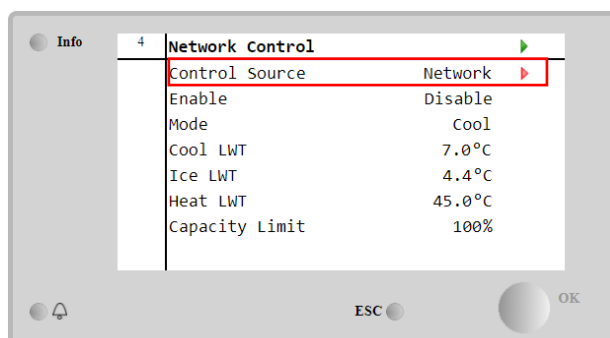 Info
4 Network Control
Control Source Network
Enable Disable
Mode Cool
Cool LWT 7.0°C
Ice LWT 4.4°C
Heat LWT 45.0°C
Capacity Limit 100%
ESC OK